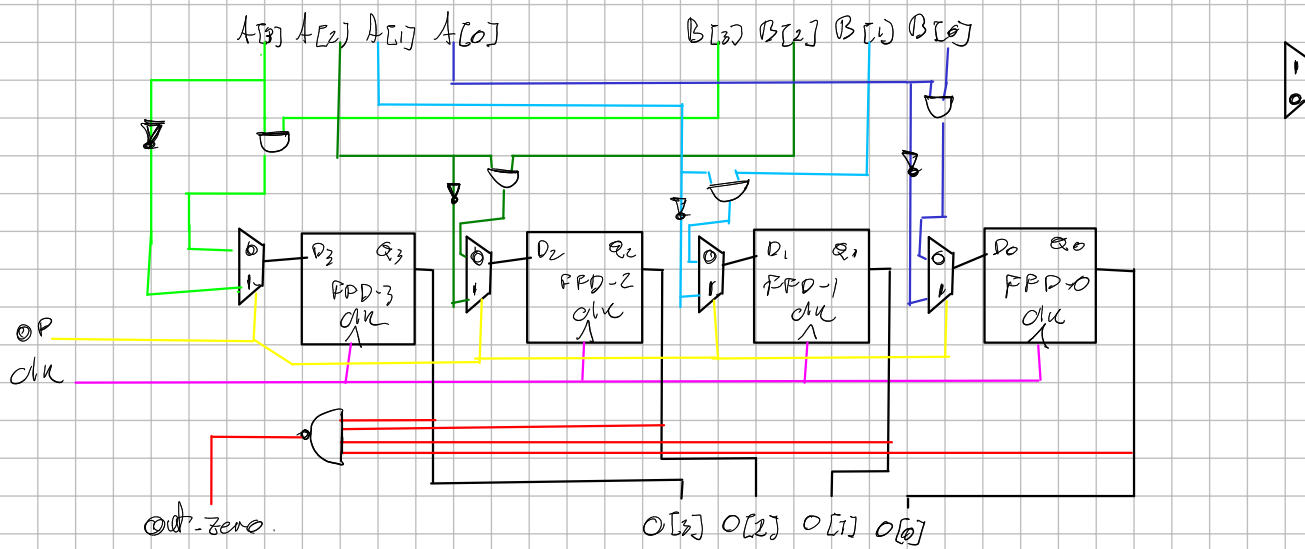 A[3] A[2] A[1] A[0] B[3] B[2] B[1] B[0]
1
0
0
1
D3 Q3
FFD-3
clk
0
1
D2 Q2
FFD-2
clk
0
1
D1 Q1
FFD-1
clk
0
1
D0 Q0
FFD-0
clk
OP
clk
out-zero.
O[3] O[2] O[1] O[0]